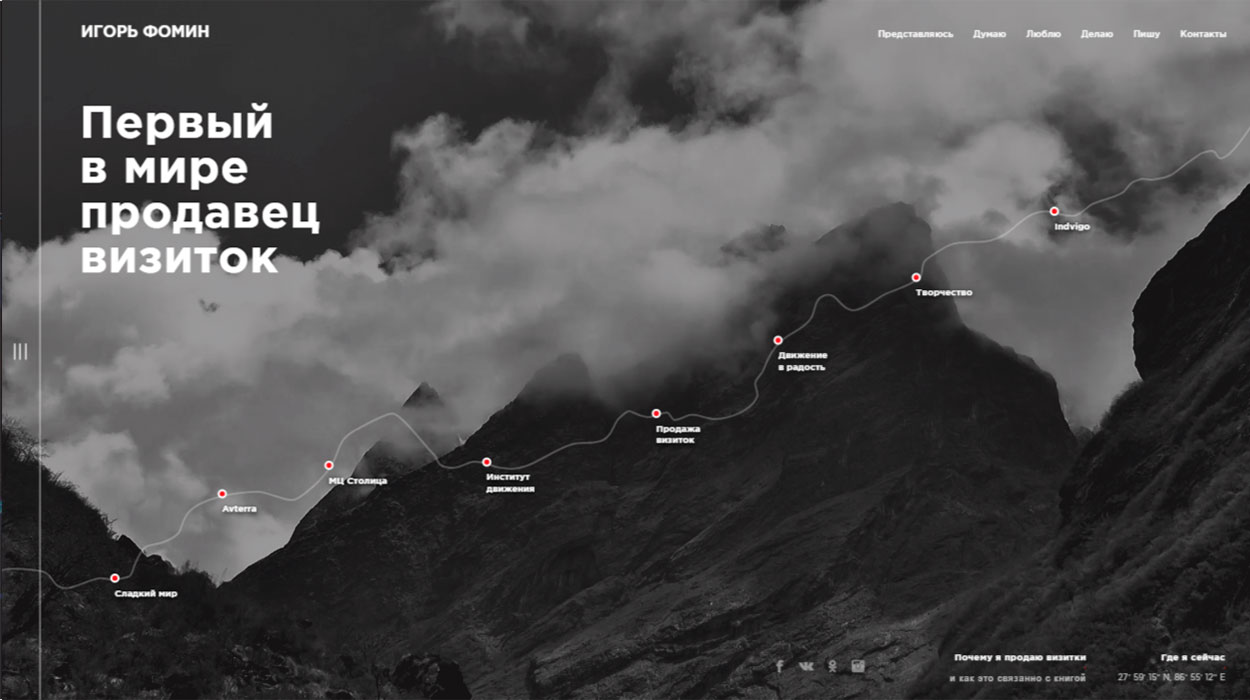 ИГОРЬ ФОМИН
Представляюсь Думаю Люблю Делаю Пишу Контакты
Первый
в мире
продавец
визиток
Indvigo
Творчество
Движение
в радость
Продажа
визиток
Институт
движения
МЦ Столица
Avterra
Сладкий мир
Почему я продаю визитки
и как это связанно с книгой
Где я сейчас
27° 59' 15" N, 86° 55' 12" E